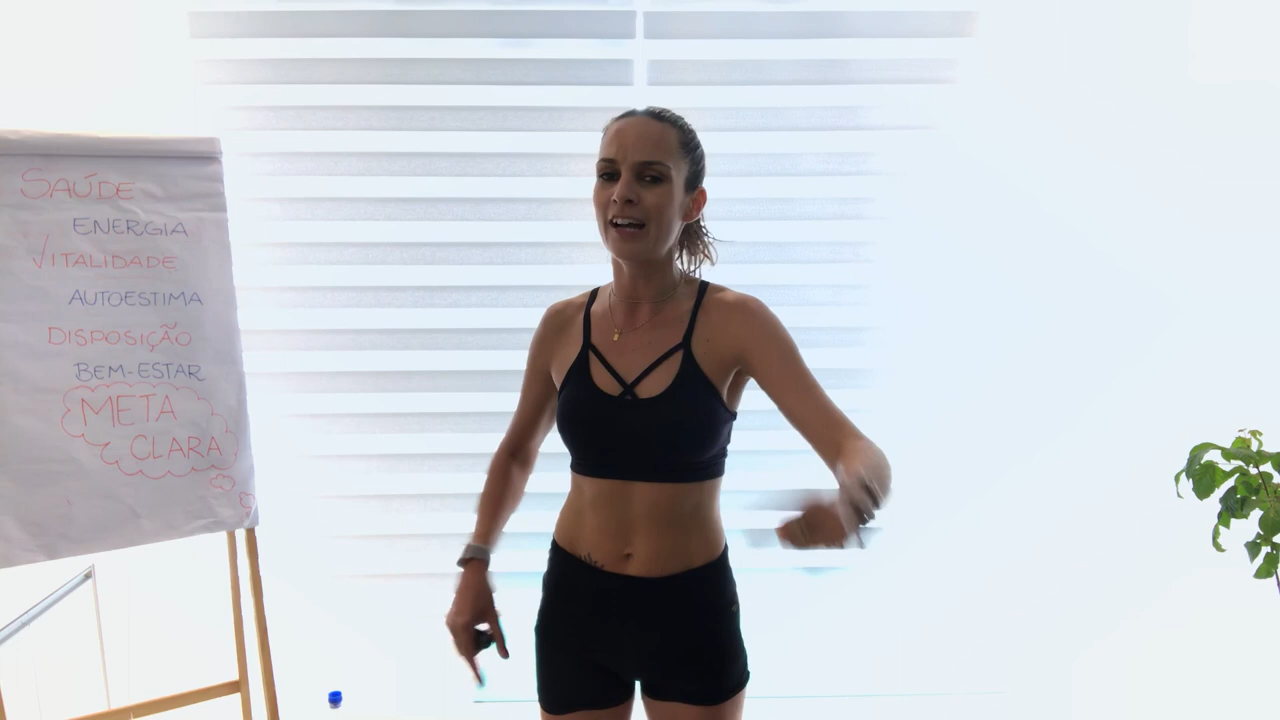 SAÚDE
ENERGIA
VITALIDADE
AUTOESTIMA
DISPOSIÇÃO
BEM-ESTAR
META
CLARA